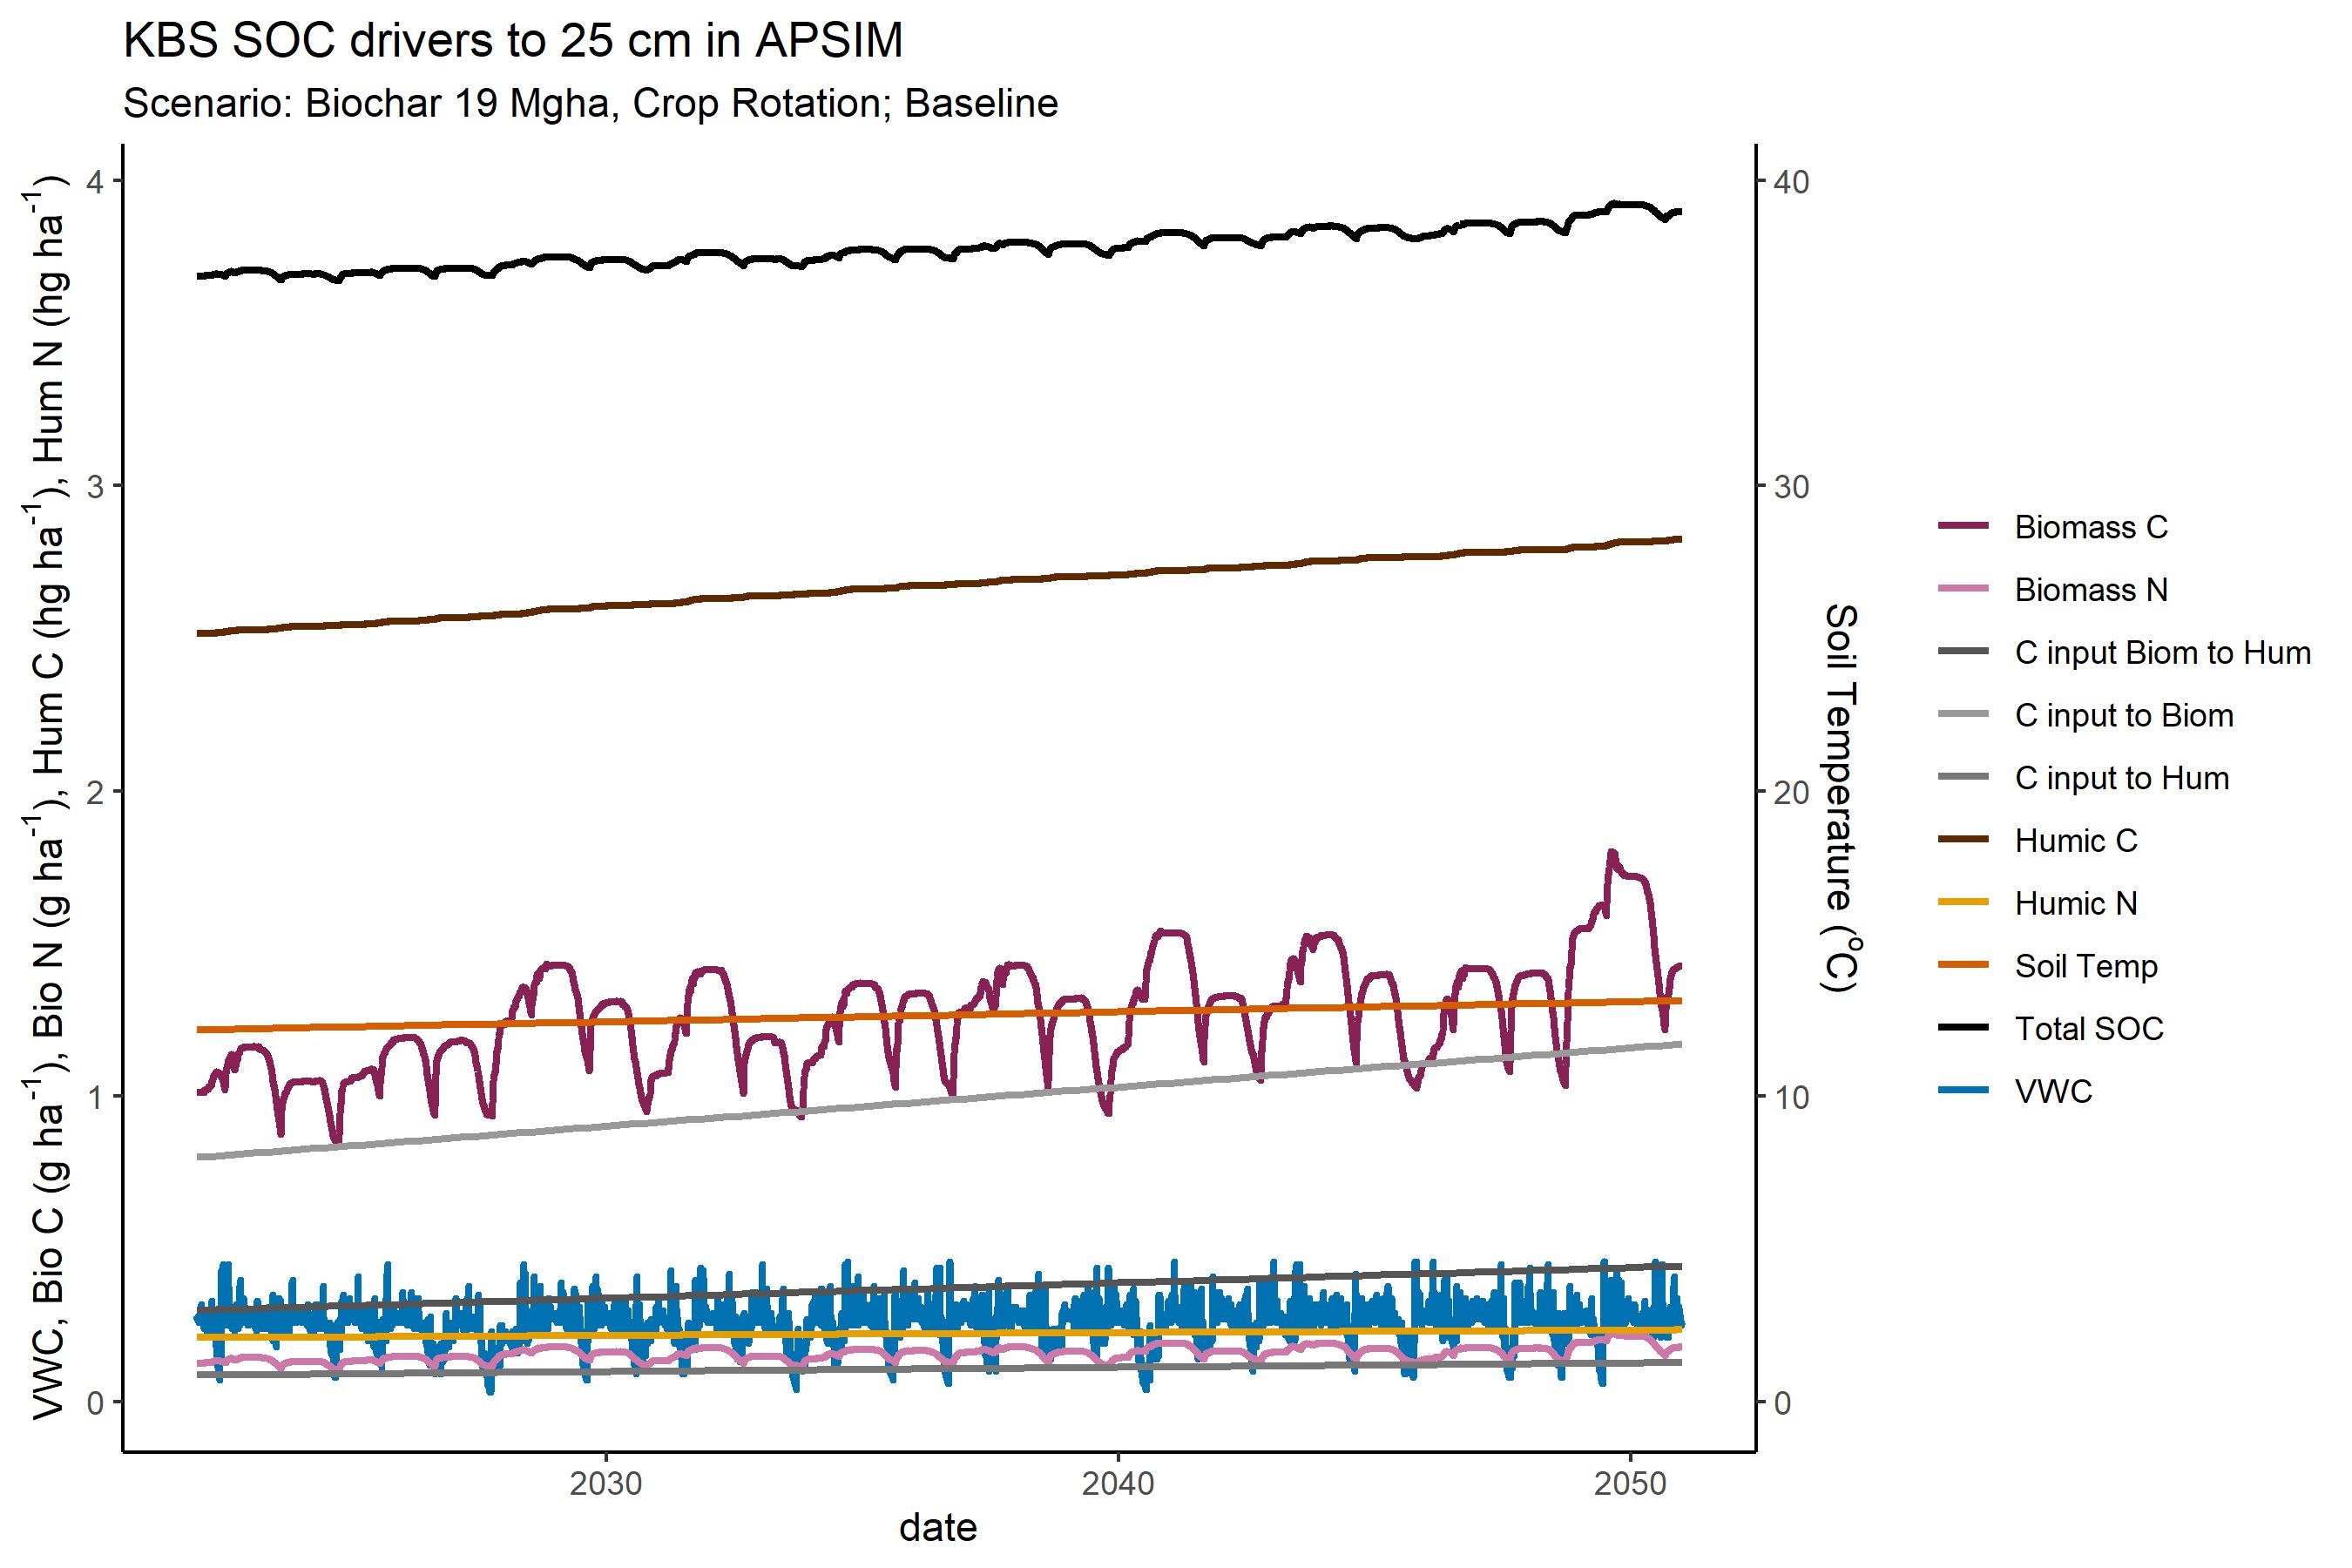 KBS SOC drivers to 25 cm in APSIM
Scenario: Biochar 19 Mgha, Crop Rotation; Baseline
VWC, Bio C (g ha⁻¹), Bio N (g ha⁻¹), Hum C (hg ha⁻¹), Hum N (hg ha⁻¹)
4
3
2
1
0
40
30
20
10
0
Soil Temperature (°C)
2030
2040
2050
date
Biomass C
Biomass N
C input Biom to Hum
C input to Biom
C input to Hum
Humic C
Humic N
Soil Temp
Total SOC
VWC